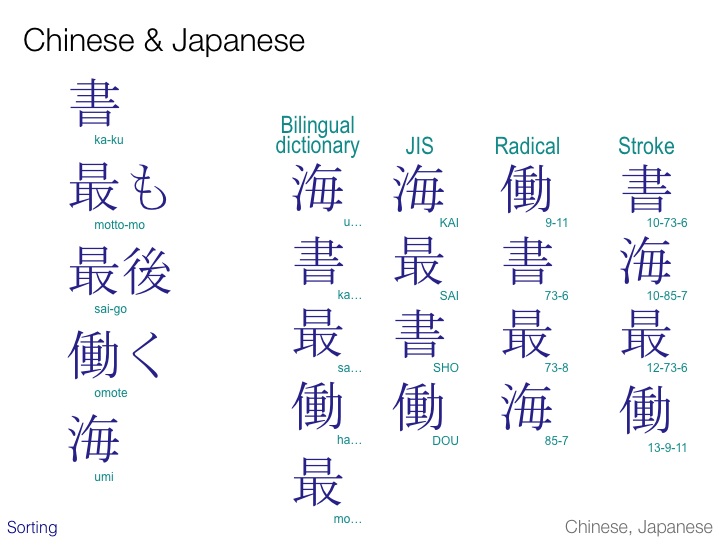 Chinese & Japanese
書
ka-ku
最も
motto-mo
最後
sai-go
働く
omote
海
umi
Bilingual
dictionary
海
u…
書
ka…
最
sa…
働
ha…
最
mo…
JIS
海
KAI
最
SAI
書
SHO
働
DOU
Radical
働
9-11
書
73-6
最
73-8
海
85-7
Stroke
書
10-73-6
海
10-85-7
最
12-73-6
働
13-9-11
Sorting
Chinese, Japanese